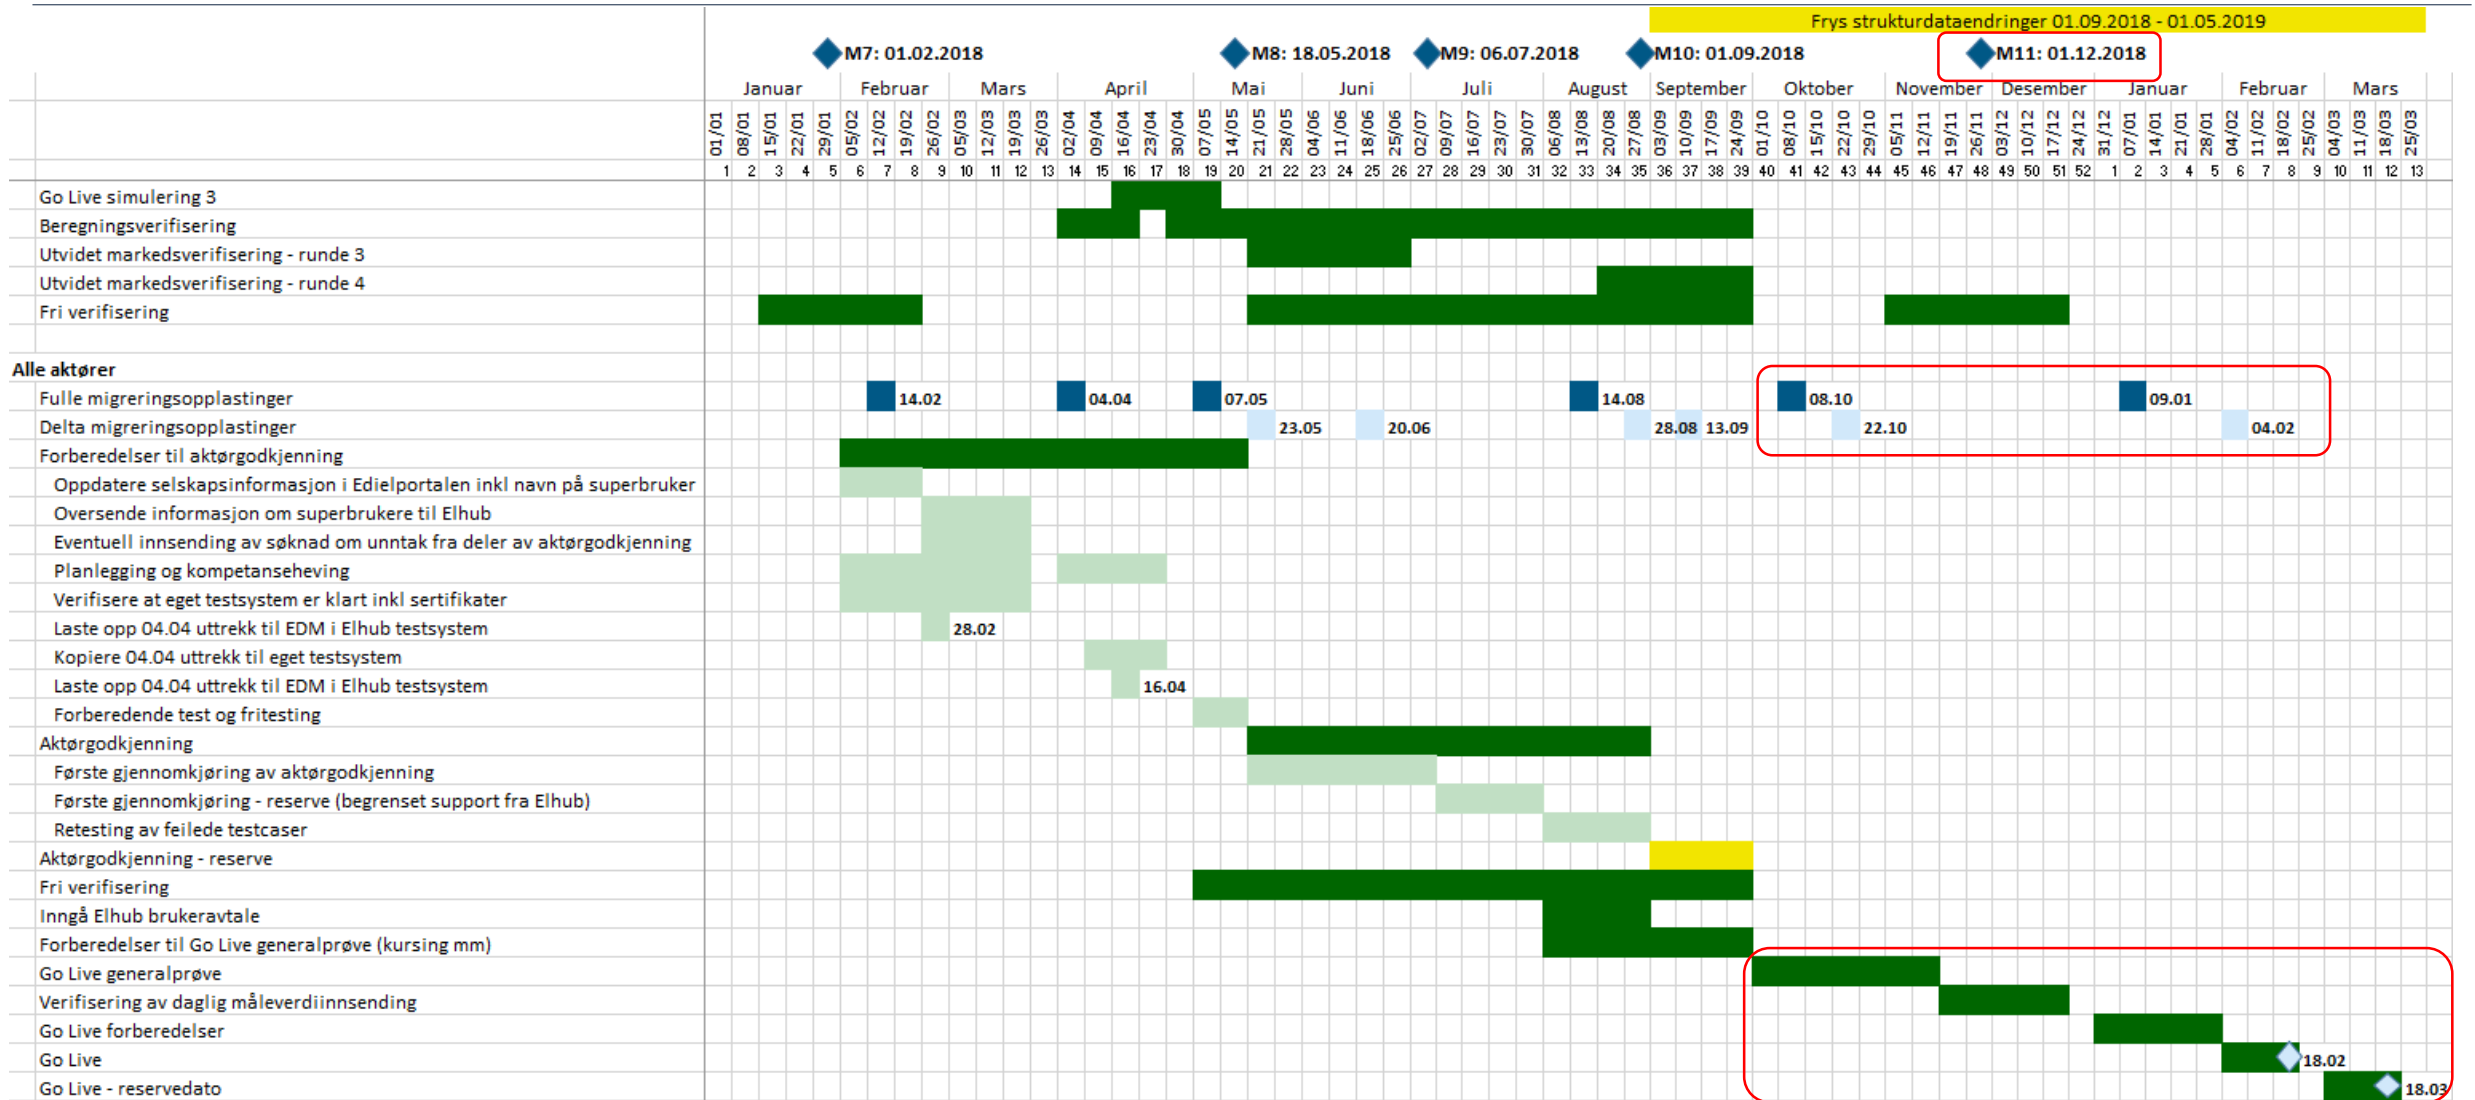 Frys strukturdataendringer 01.09.2018 - 01.05.2019
M7: 01.02.2018 M8: 18.05.2018 M9: 06.07.2018 M10: 01.09.2018 M11: 01.12.2018
Januar Februar Mars April Mai Juni Juli August September Oktober November Desember Januar Februar Mars
01/01 08/01 15/01 22/01 29/01 05/02 12/02 19/02 26/02 05/03 12/03 19/03 26/03 02/04 09/04 16/04 23/04 30/04 07/05 14/05 21/05 28/05 04/06 11/06 18/06 25/06 02/07 09/07 16/07 23/07 30/07 06/08 13/08 20/08 27/08 03/09 10/09 17/09 24/09 01/10 08/10 15/10 22/10 29/10 05/11 12/11 19/11 26/11 03/12 10/12 17/12 24/12 31/12 07/01 14/01 21/01 28/01 04/02 11/02 18/02 25/02 04/03 11/03 18/03 25/03
1 2 3 4 5 6 7 8 9 10 11 12 13 14 15 16 17 18 19 20 21 22 23 24 25 26 27 28 29 30 31 32 33 34 35 36 37 38 39 40 41 42 43 44 45 46 47 48 49 50 51 52 1 2 3 4 5 6 7 8 9 10 11 12 13
Go Live simulering 3
Beregningsverifisering
Utvidet markedsverifisering - runde 3
Utvidet markedsverifisering - runde 4
Fri verifisering
Alle aktører
Fulle migreringsopplastinger 14.02 04.04 07.05 14.08 08.10 09.01
Delta migreringsopplastinger 23.05 20.06 28.08 13.09 22.10 04.02
Forberedelser til aktørgodkjenning
Oppdatere selskapsinformasjon i Edielportalen inkl navn på superbruker
Oversende informasjon om superbrukere til Elhub
Eventuell innsending av søknad om unntak fra deler av aktørgodkjenning
Planlegging og kompetanseheving
Verifisere at eget testsystem er klart inkl sertifikater
Laste opp 04.04 uttrekk til EDM i Elhub testsystem 28.02
Kopiere 04.04 uttrekk til eget testsystem
Laste opp 04.04 uttrekk til EDM i Elhub testsystem 16.04
Forberedende test og fritesting
Aktørgodkjenning
Første gjennomkjøring av aktørgodkjenning
Første gjennomkjøring - reserve (begrenset support fra Elhub)
Retesting av feilede testcaser
Aktørgodkjenning - reserve
Fri verifisering
Inngå Elhub brukeravtale
Forberedelser til Go Live generalprøve (kursing mm)
Go Live generalprøve
Verifisering av daglig måleverdiinnsending
Go Live forberedelser
Go Live 18.02
Go Live - reservedato 18.03